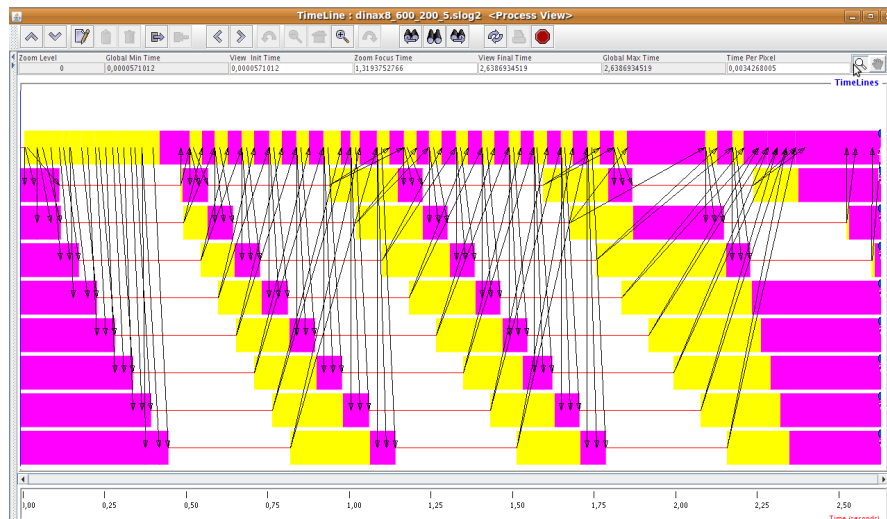 TimeLine : dinax8_600_200_5.slog2 <Process View>
Zoom Level Global Min Time View Init Time Zoom Focus Time View Final Time Global Max Time Time Per Pixel
0 0,0000571012 0,0000571012 1,3193752766 2,6386934519 2,6386934519 0,0034268005
TimeLines
0,00 0,25 0,50 0,75 1,00 1,25 1,50 1,75 2,00 2,25 2,50
Time (seconds)